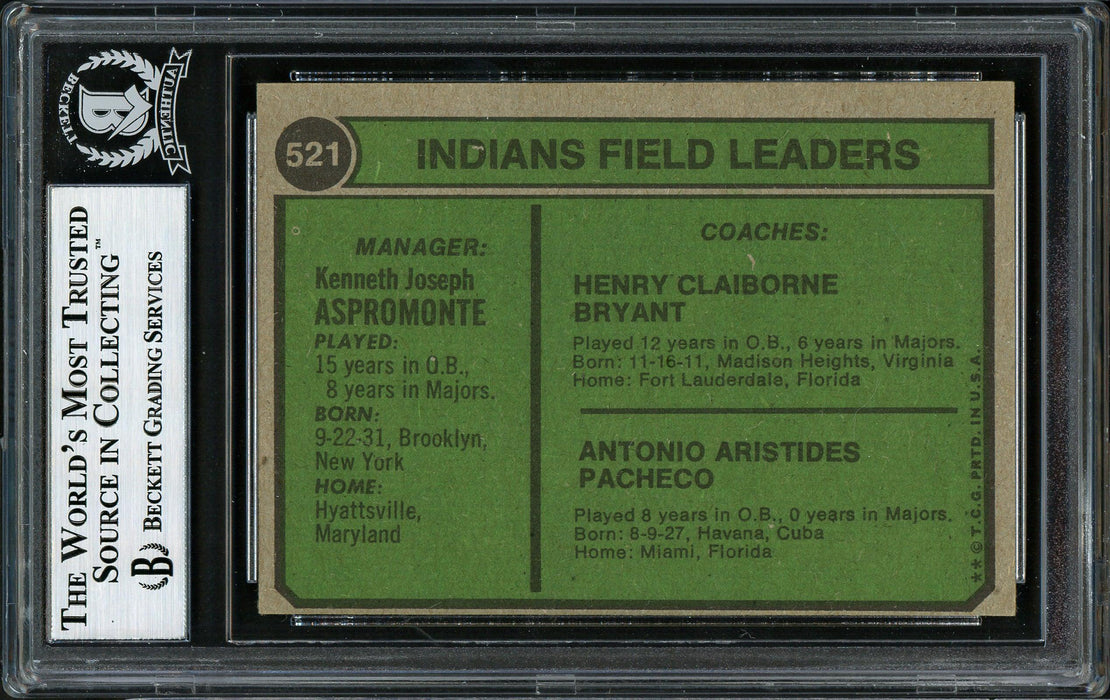 BECKETT
AUTHENTIC
B
THE WORLD'S MOST TRUSTED
SOURCE IN COLLECTING™
B BECKETT GRADING SERVICES
521
INDIANS FIELD LEADERS
MANAGER:
Kenneth Joseph
ASPROMONTE
PLAYED:
15 years in O.B.,
8 years in Majors.
BORN:
9-22-31, Brooklyn,
New York
HOME:
Hyattsville,
Maryland
COACHES:
HENRY CLAIBORNE
BRYANT
Played 12 years in O.B., 6 years in Majors.
Born: 11-16-11, Madison Heights, Virginia
Home: Fort Lauderdale, Florida
ANTONIO ARISTIDES
PACHECO
Played 8 years in O.B., 0 years in Majors.
Born: 8-9-27, Havana, Cuba
Home: Miami, Florida
** © T.C.G. PRTD. IN U.S.A.